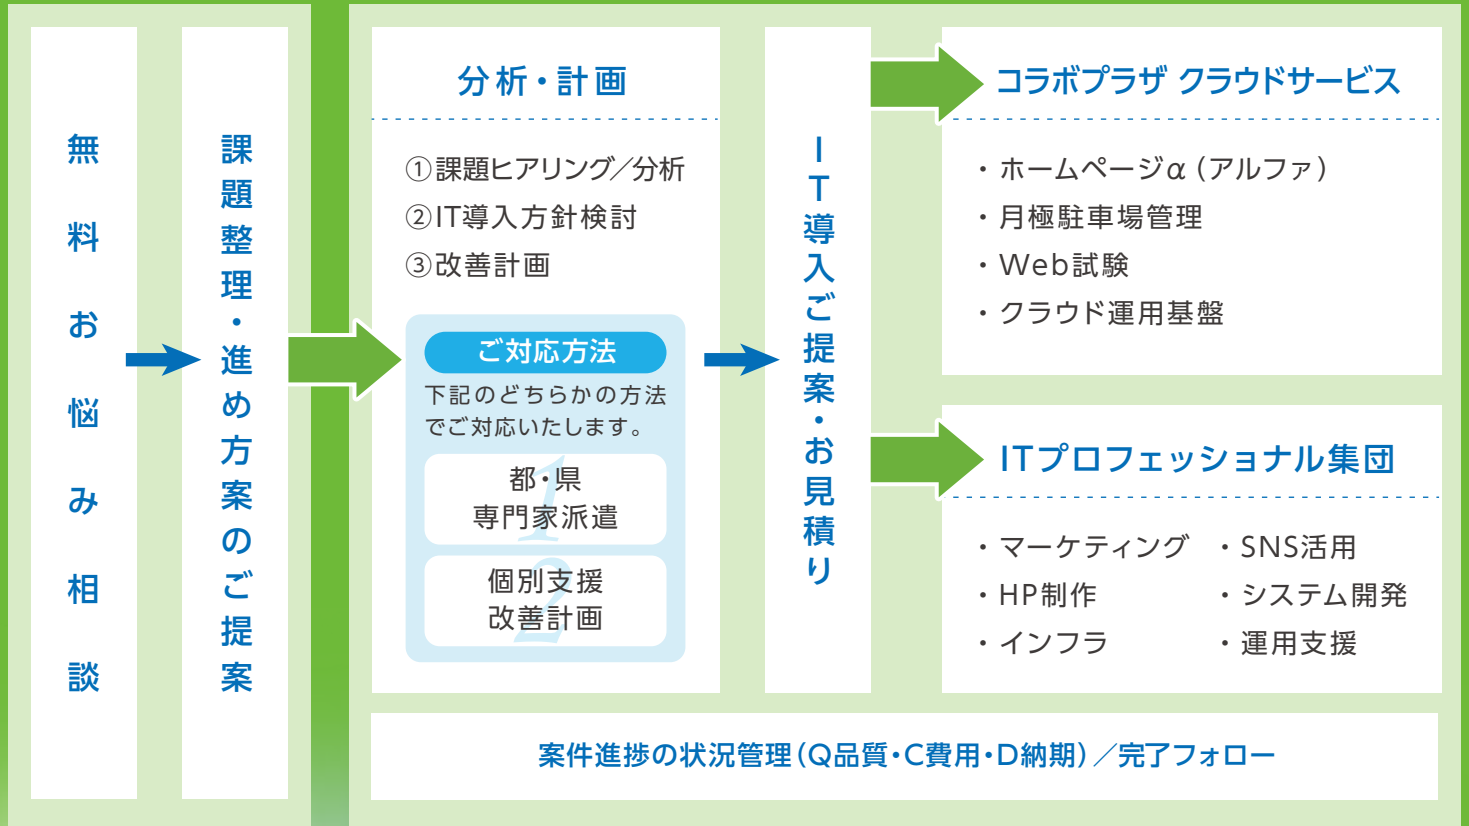 無料お悩み相談
課題整理・進め方案のご提案
分析・計画
①課題ヒアリング／分析
②IT導入方針検討
③改善計画
ご対応方法
下記のどちらかの方法
でご対応いたします。
1
都・県
専門家派遣
2
個別支援
改善計画
IT導入ご提案・お見積り
コラボプラザ クラウドサービス
・ホームページα（アルファ）
・月極駐車場管理
・Web試験
・クラウド運用基盤
ITプロフェッショナル集団
・マーケティング ・SNS活用
・HP制作 ・システム開発
・インフラ ・運用支援
案件進捗の状況管理（Q品質・C費用・D納期）／完了フォロー